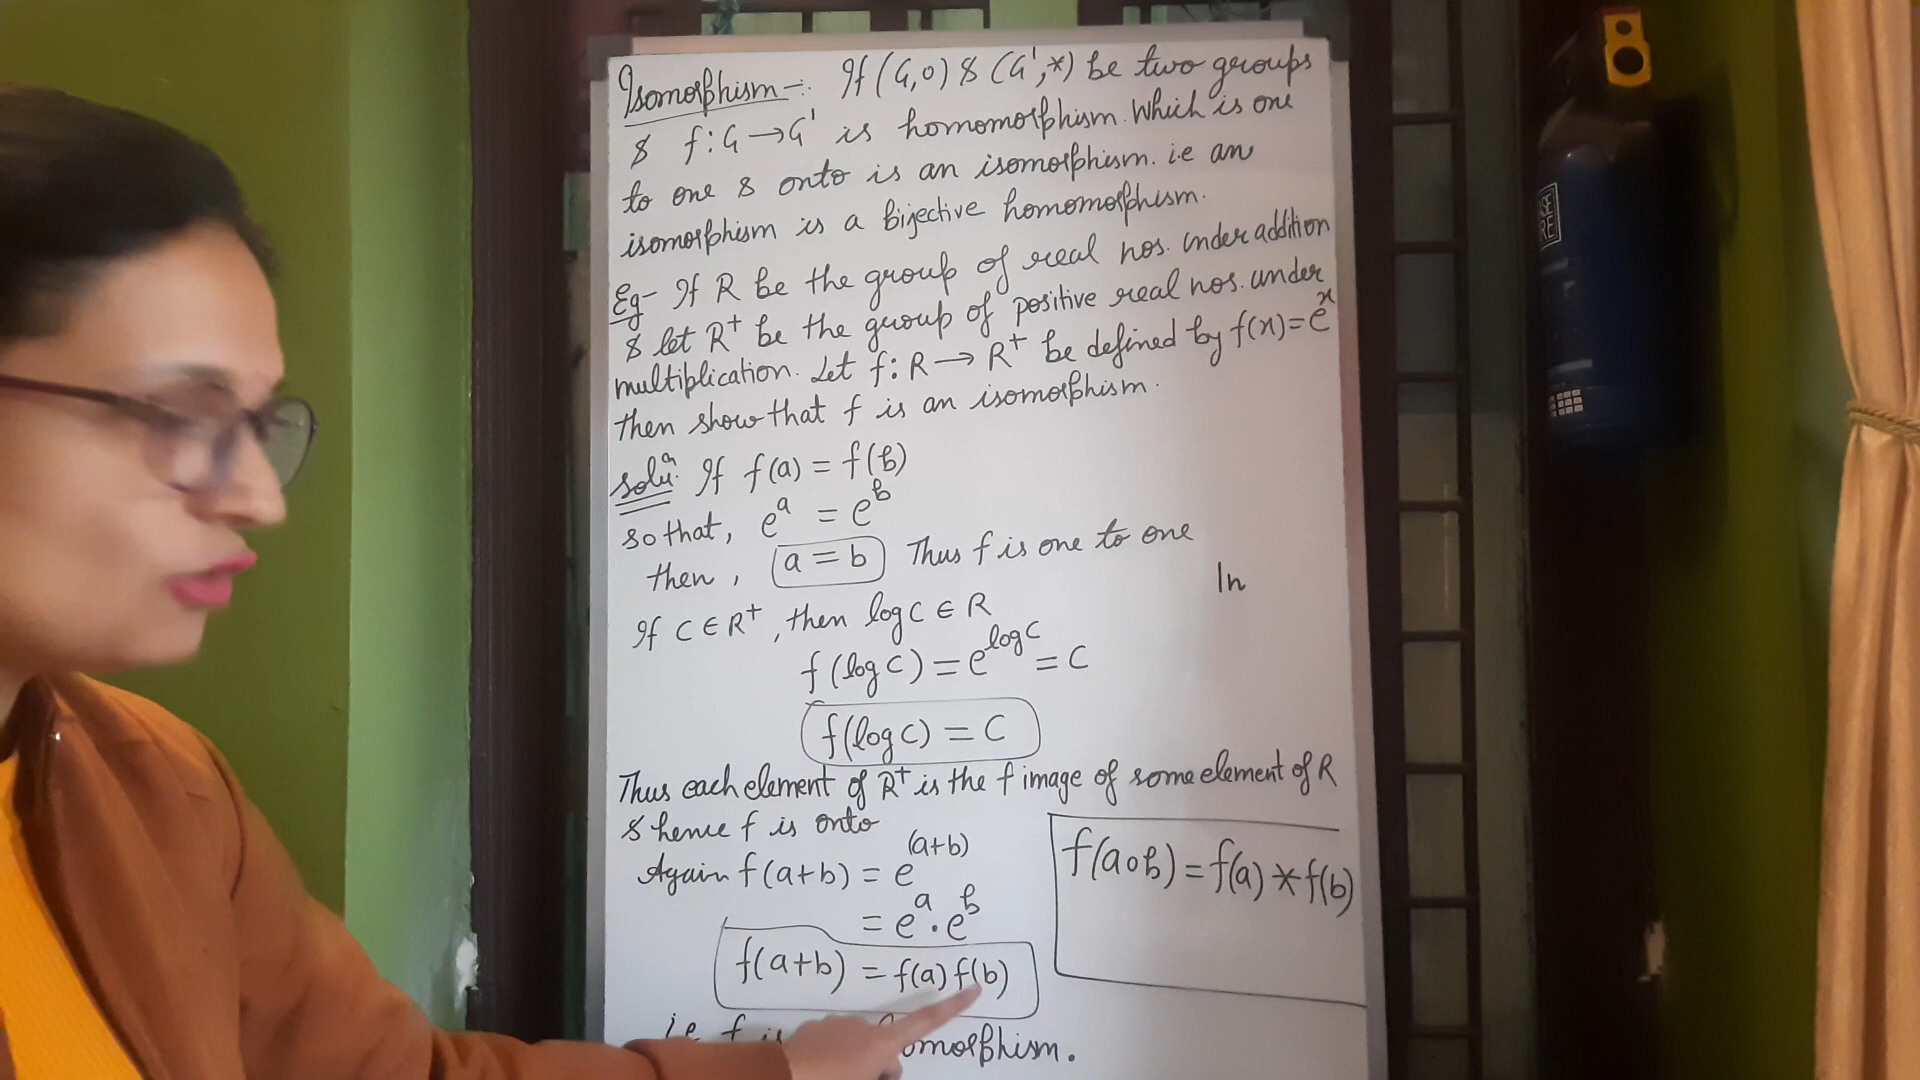 Isomorphism -: If (G,o) & (G',*) be two groups
& f:G→G' is homomorphism. Which is one
to one & onto is an isomorphism. i.e an
isomorphism is a bijective homomorphism.
Eg- If R be the group of real nos. under addition
& let R⁺ be the group of positive real nos. under
multiplication. Let f: R → R⁺ be defined by f(x)=eˣ
then show that f is an isomorphism.
soluⁿ. If f(a) = f(b)
so that, eᵃ = eᵇ
then, a = b Thus f is one to one
ln
If C ∈ R⁺, then log C ∈ R
f(log C) = e^log C = C
f(log C) = C
Thus each element of R⁺ is the f image of some element of R
& hence f is onto
Again f(a+b) = e^(a+b)
= eᵃ . eᵇ
f(a+b) = f(a) f(b)
i.e f is
f(aob) = f(a) * f(b)